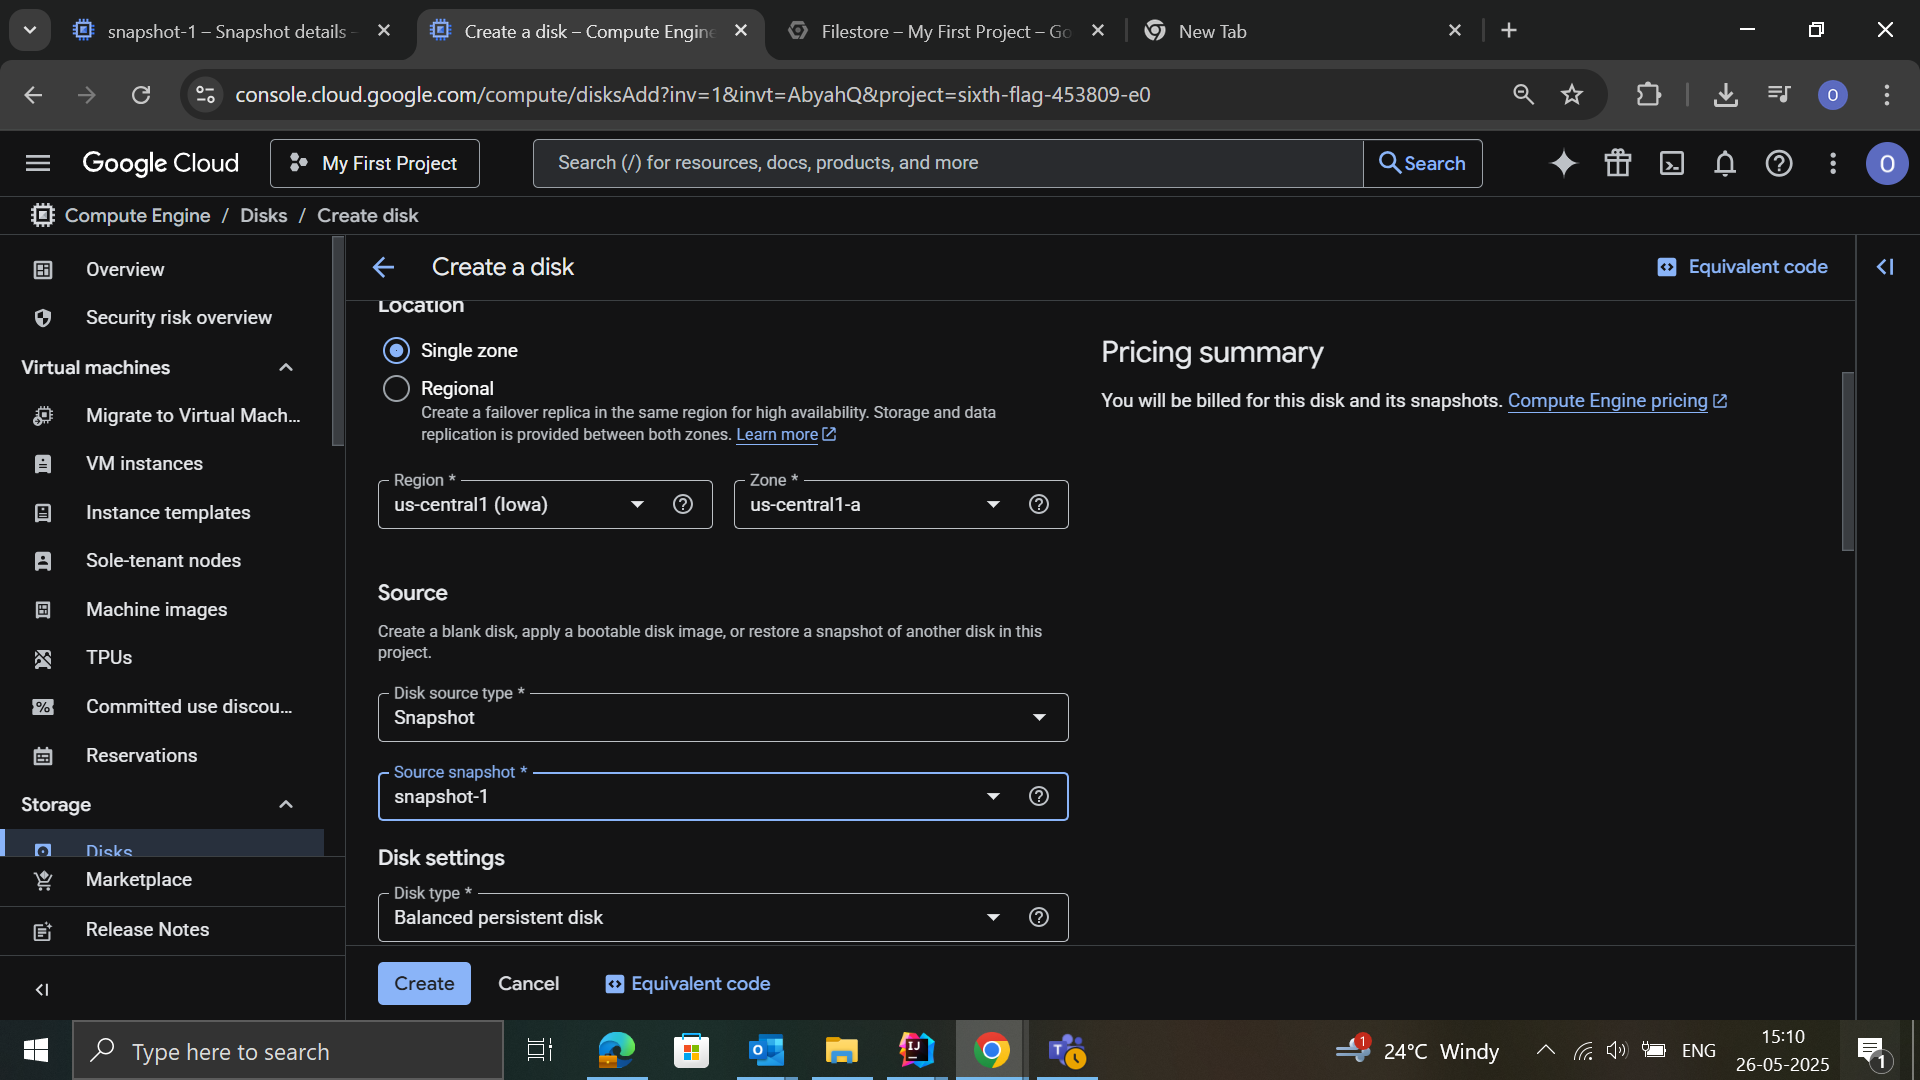 snapshot-1 – Snapshot details –
Create a disk – Compute Engine
Filestore – My First Project – Go
New Tab
console.cloud.google.com/compute/disksAdd?inv=1&invt=AbyahQ&project=sixth-flag-453809-e0
O
Google Cloud
My First Project
Search (/) for resources, docs, products, and more
Search
O
Compute Engine / Disks / Create disk
Overview
Security risk overview
Virtual machines
Migrate to Virtual Mach...
VM instances
Instance templates
Sole-tenant nodes
Machine images
TPUs
Committed use discou...
Reservations
Storage
Disks
Marketplace
Release Notes
Create a disk
Equivalent code
Location
Single zone
Regional
Create a failover replica in the same region for high availability. Storage and data
replication is provided between both zones. Learn more
Region *
us-central1 (Iowa)
Zone *
us-central1-a
Source
Create a blank disk, apply a bootable disk image, or restore a snapshot of another disk in this
project.
Disk source type *
Snapshot
Source snapshot *
snapshot-1
Disk settings
Disk type *
Balanced persistent disk
Pricing summary
You will be billed for this disk and its snapshots. Compute Engine pricing
Create
Cancel
Equivalent code
Type here to search
1
24°C Windy
ENG
15:10
26-05-2025
1